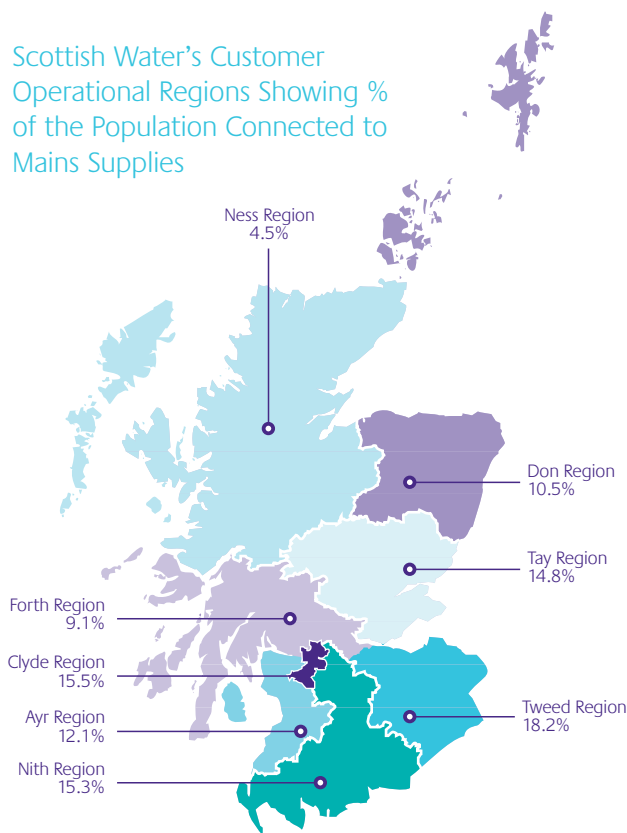 Scottish Water’s Customer
Operational Regions Showing %
of the Population Connected to
Mains Supplies
Ness Region
4.5%
Don Region
10.5%
Tay Region
14.8%
Forth Region
9.1%
Clyde Region
15.5%
Ayr Region
12.1%
Tweed Region
18.2%
Nith Region
15.3%